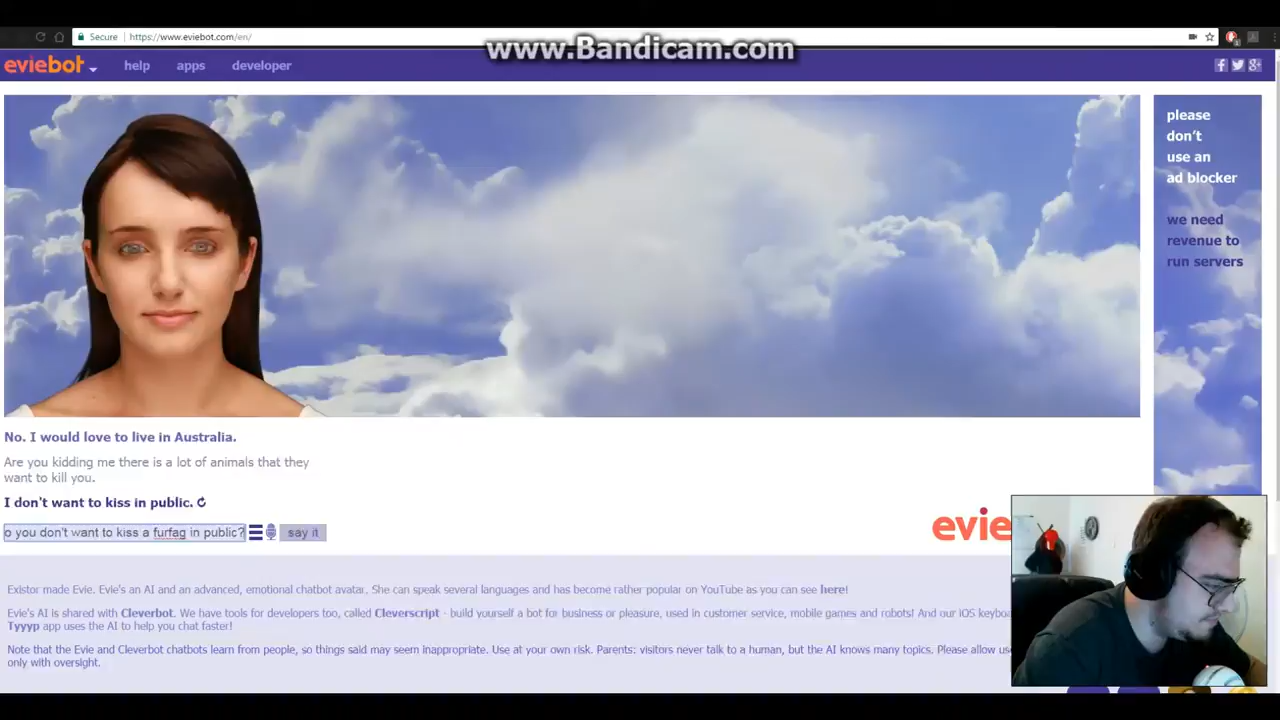 Secure https://www.eviebot.com/en/
www.Bandicam.com
eviebot help apps developer
please
don't
use an
ad blocker
we need
revenue to
run servers
No. I would love to live in Australia.
Are you kidding me there is a lot of animals that they
want to kill you.
I don't want to kiss in public.
o you don't want to kiss a furfag in public?
say it
evie
Existor made Evie. Evie's an AI and an advanced, emotional chatbot avatar. She can speak several languages and has become rather popular on YouTube as you can see here!
Evie's AI is shared with Cleverbot. We have tools for developers too, called Cleverscript - build yourself a bot for business or pleasure, used in customer service, mobile games and robots! And our iOS keyboa
Tyyyp app uses the AI to help you chat faster!
Note that the Evie and Cleverbot chatbots learn from people, so things said may seem inappropriate. Use at your own risk. Parents: visitors never talk to a human, but the AI knows many topics. Please allow us
only with oversight.